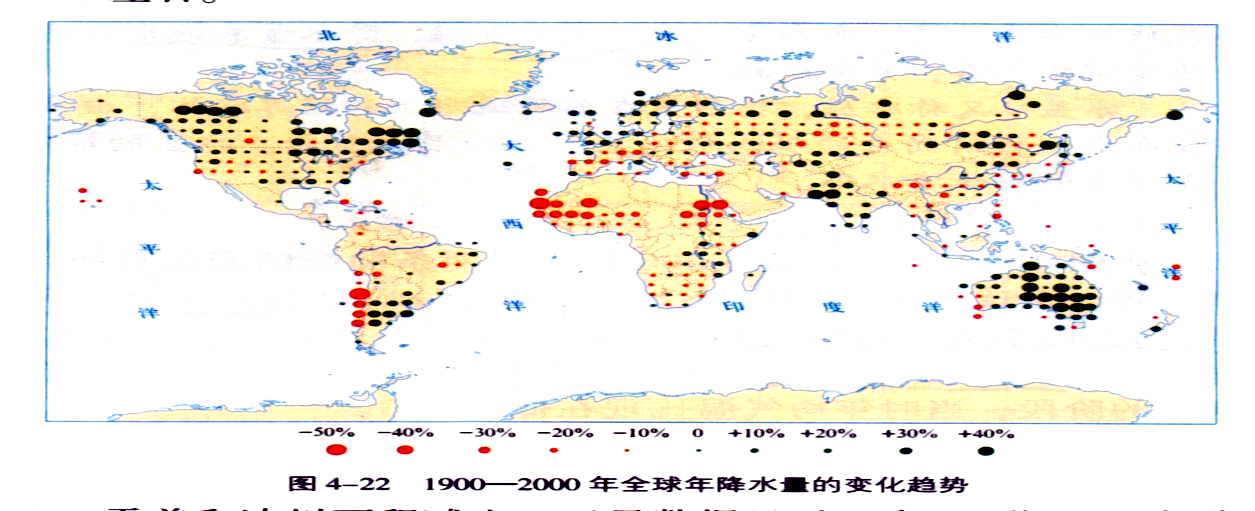 北 冰 洋
大
太 太
西 平
平 洋
洋 洋 印 度 洋
−50% −40% −30% −20% −10% 0 +10% +20% +30% +40%
图 4−22 1900—2000 年全球年降水量的变化趋势